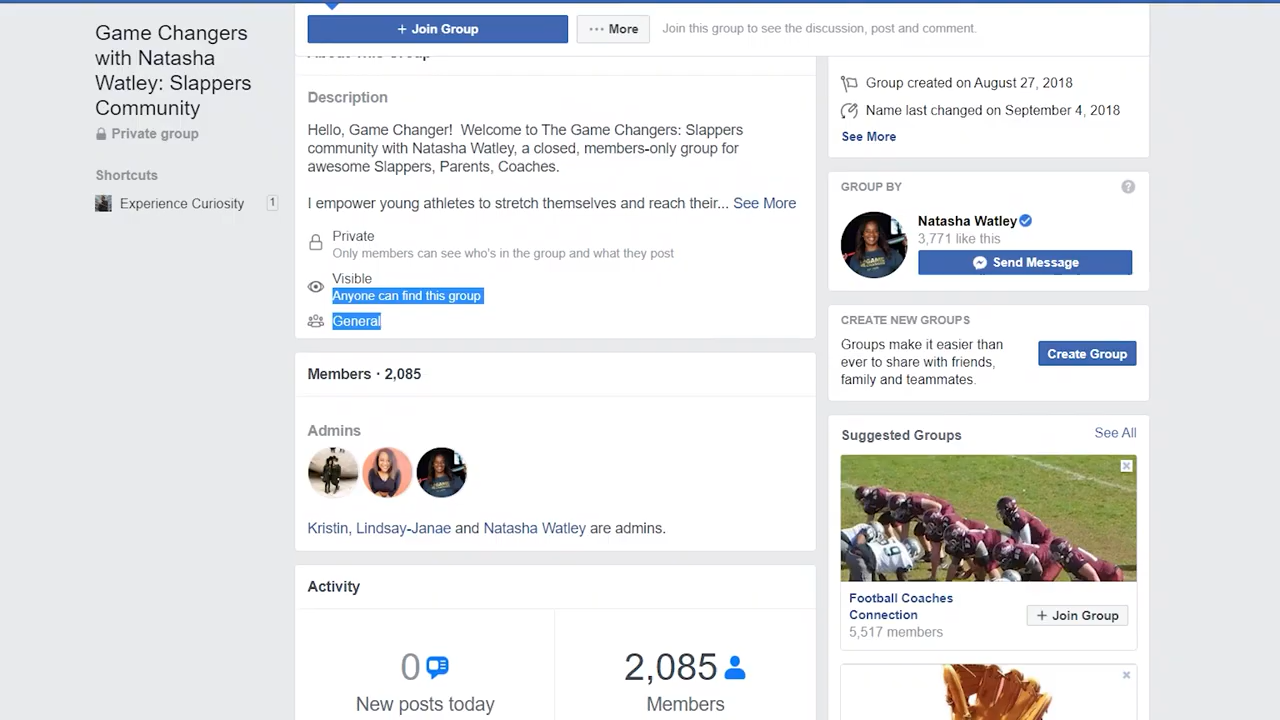 Game Changers
with Natasha
Watley: Slappers
Community
Private group
Shortcuts
Experience Curiosity 1
+ Join Group
··· More
Join this group to see the discussion, post and comment.
About This Group
Description
Hello, Game Changer!  Welcome to The Game Changers: Slappers
community with Natasha Watley, a closed, members-only group for
awesome Slappers, Parents, Coaches.
I empower young athletes to stretch themselves and reach their... See More
Private
Only members can see who's in the group and what they post
Visible
Anyone can find this group
General
Members · 2,085
Admins
Kristin, Lindsay-Janae and Natasha Watley are admins.
Activity
0
New posts today
2,085
Members
Group created on August 27, 2018
Name last changed on September 4, 2018
See More
GROUP BY
?
Natasha Watley
3,771 like this
Send Message
CREATE NEW GROUPS
Groups make it easier than
ever to share with friends,
family and teammates.
Create Group
Suggested Groups
See All
Football Coaches
Connection
5,517 members
+ Join Group